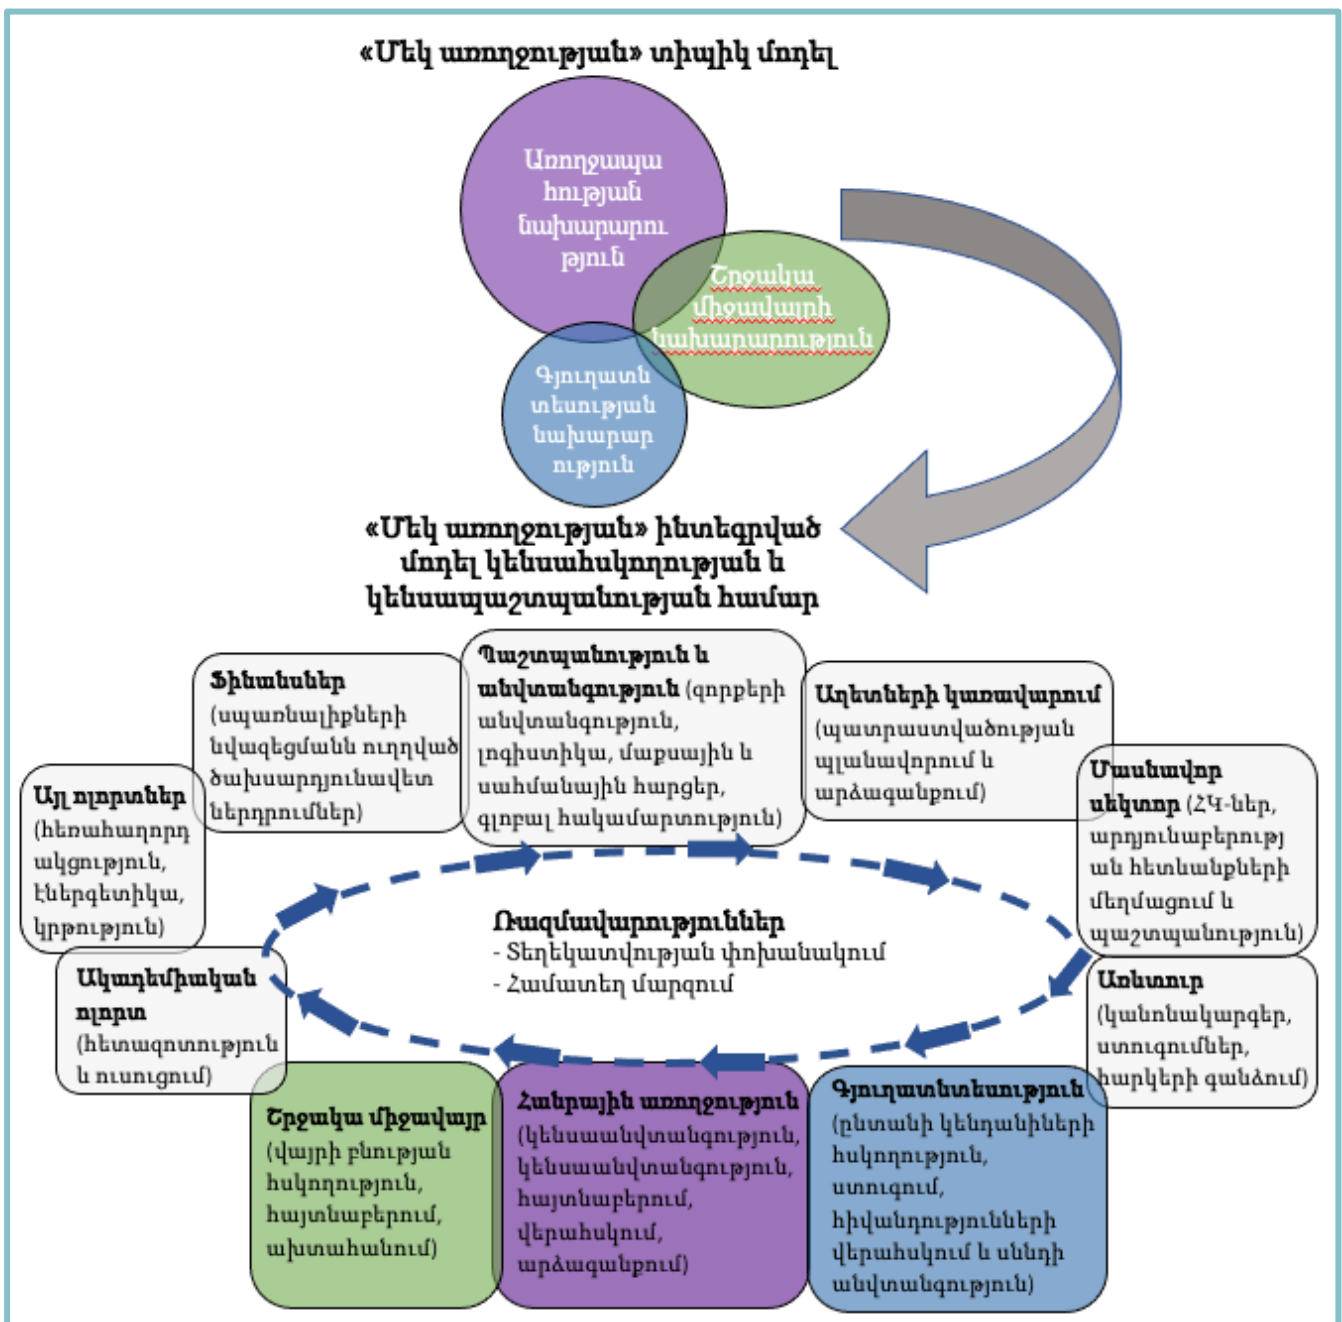 «Մեկ առողջության» տիպիկ մոդել
Առողջապա
հության
նախարարու
թյուն
Շրջակա
միջավայրի
նախարարություն
Գյուղատն
տեսության
նախարար
ություն
«Մեկ առողջության» ինտեգրված
մոդել կենսահսկողության և
կենսապաշտպանության համար
Պաշտպանություն և
անվտանգություն (զորքերի
անվտանգություն,
լոգիստիկա, մաքսային և
սահմանային հարցեր,
գլոբալ հակամարտություն)
Ֆինանսներ
(սպառնալիքների
նվազեցմանն ուղղված
ծախսարդյունավետ
ներդրումներ)
Աղետների կառավարում
(պատրաստվածության
պլանավորում և
արձագանքում)
Այլ ոլորտներ
(հեռահաղորդ
ակցություն,
էներգետիկա,
կրթություն)
Մասնավոր
սեկտոր (ՀԿ-ներ,
արդյունաբերությ
ան հետևանքների
մեղմացում և
պաշտպանություն)
Ռազմավարություններ
- Տեղեկատվության փոխանակում
- Համատեղ մարզում
Ակադեմիական
ոլորտ
(հետազոտություն
և ուսուցում)
Առևտուր
(կանոնակարգեր,
ստուգումներ,
հարկերի գանձում)
Շրջակա միջավայր
(վայրի բնության
հսկողություն,
հայտնաբերում,
ախտահանում)
Հանրային առողջություն
(կենսաանվտանգություն,
կենսաանվտանգություն,
հայտնաբերում,
վերահսկում,
արձագանքում)
Գյուղատնտեսություն
(ընտանի կենդանիների
հսկողություն,
ստուգում,
հիվանդությունների
վերահսկում և սննդի
անվտանգություն)